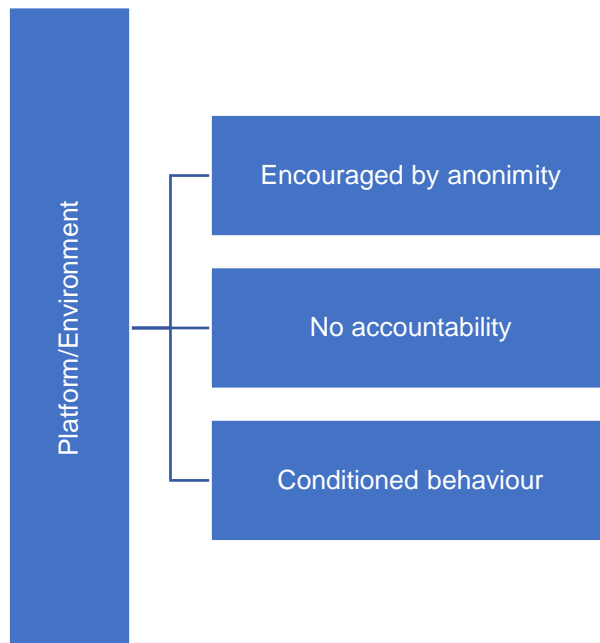 Platform/Environment
Encouraged by anonimity
No accountability
Conditioned behaviour